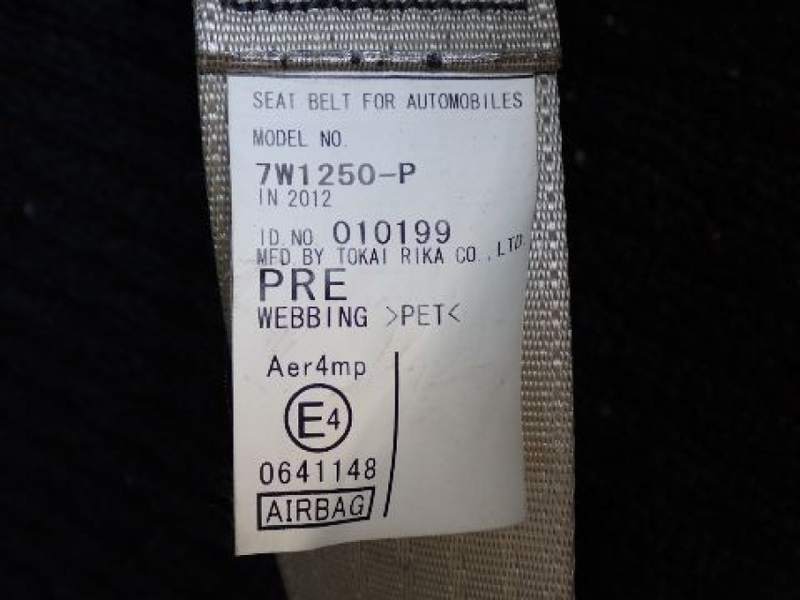 SEAT BELT FOR AUTOMOBILES
MODEL NO.
7W1250-P
IN 2012
ID.NO 010199
MFD.BY TOKAI RIKA CO.,LTD.
PRE
WEBBING >PET<
Aer4mp
E4
0641148
AIRBAG